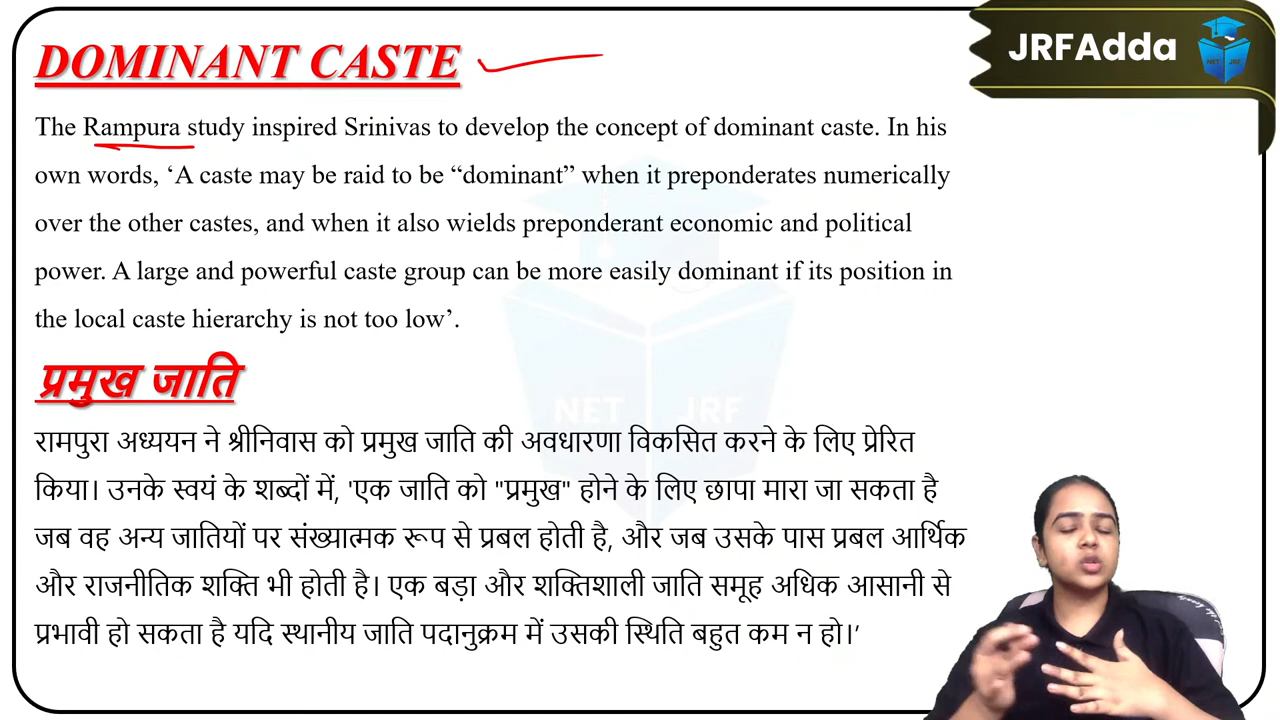 DOMINANT CASTE
JRFAdda
NET JRF
The Rampura study inspired Srinivas to develop the concept of dominant caste. In his
own words, ‘A caste may be raid to be “dominant” when it preponderates numerically
over the other castes, and when it also wields preponderant economic and political
power. A large and powerful caste group can be more easily dominant if its position in
the local caste hierarchy is not too low’.
प्रमुख जाति
NET JRF
रामपुरा अध्ययन ने श्रीनिवास को प्रमुख जाति की अवधारणा विकसित करने के लिए प्रेरित
किया। उनके स्वयं के शब्दों में, 'एक जाति को "प्रमुख" होने के लिए छापा मारा जा सकता है
जब वह अन्य जातियों पर संख्यात्मक रूप से प्रबल होती है, और जब उसके पास प्रबल आर्थिक
और राजनीतिक शक्ति भी होती है। एक बड़ा और शक्तिशाली जाति समूह अधिक आसानी से
प्रभावी हो सकता है यदि स्थानीय जाति पदानुक्रम में उसकी स्थिति बहुत कम न हो।’